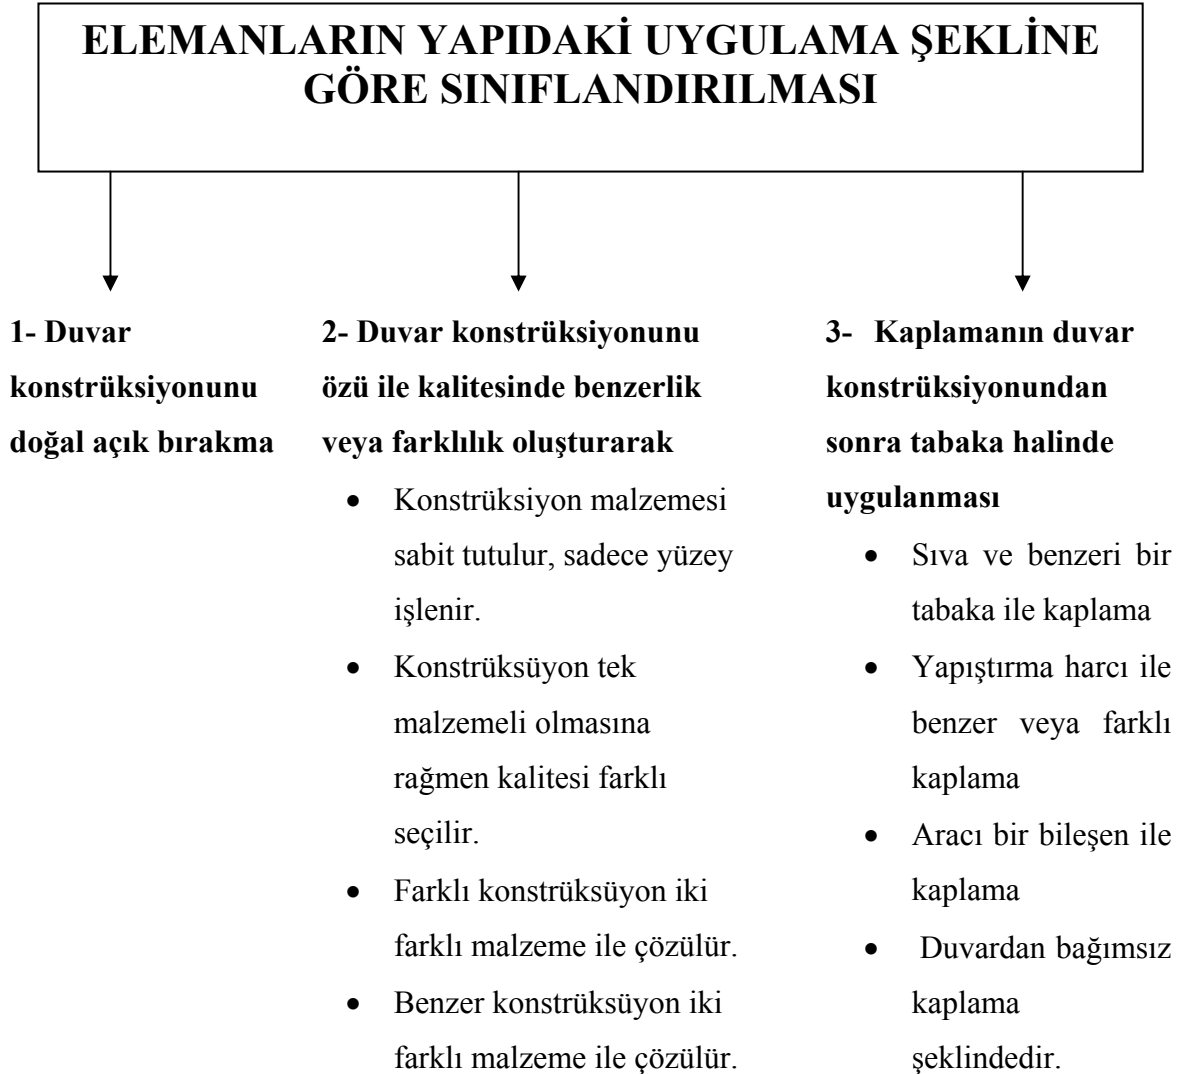 ELEMANLARIN YAPIDAKİ UYGULAMA ŞEKLİNE
GÖRE SINIFLANDIRILMASI
1- Duvar
konstrüksiyonunu
doğal açık bırakma
2- Duvar konstrüksiyonunu
özü ile kalitesinde benzerlik
veya farklılık oluşturarak
• Konstrüksiyon malzemesi
sabit tutulur, sadece yüzey
işlenir.
• Konstrüksüyon tek
malzemeli olmasına
rağmen kalitesi farklı
seçilir.
• Farklı konstrüksüyon iki
farklı malzeme ile çözülür.
• Benzer konstrüksüyon iki
farklı malzeme ile çözülür.
3- Kaplamanın duvar
konstrüksiyonundan
sonra tabaka halinde
uygulanması
• Sıva ve benzeri bir
tabaka ile kaplama
• Yapıştırma harcı ile
benzer veya farklı
kaplama
• Aracı bir bileşen ile
kaplama
• Duvardan bağımsız
kaplama
şeklindedir.